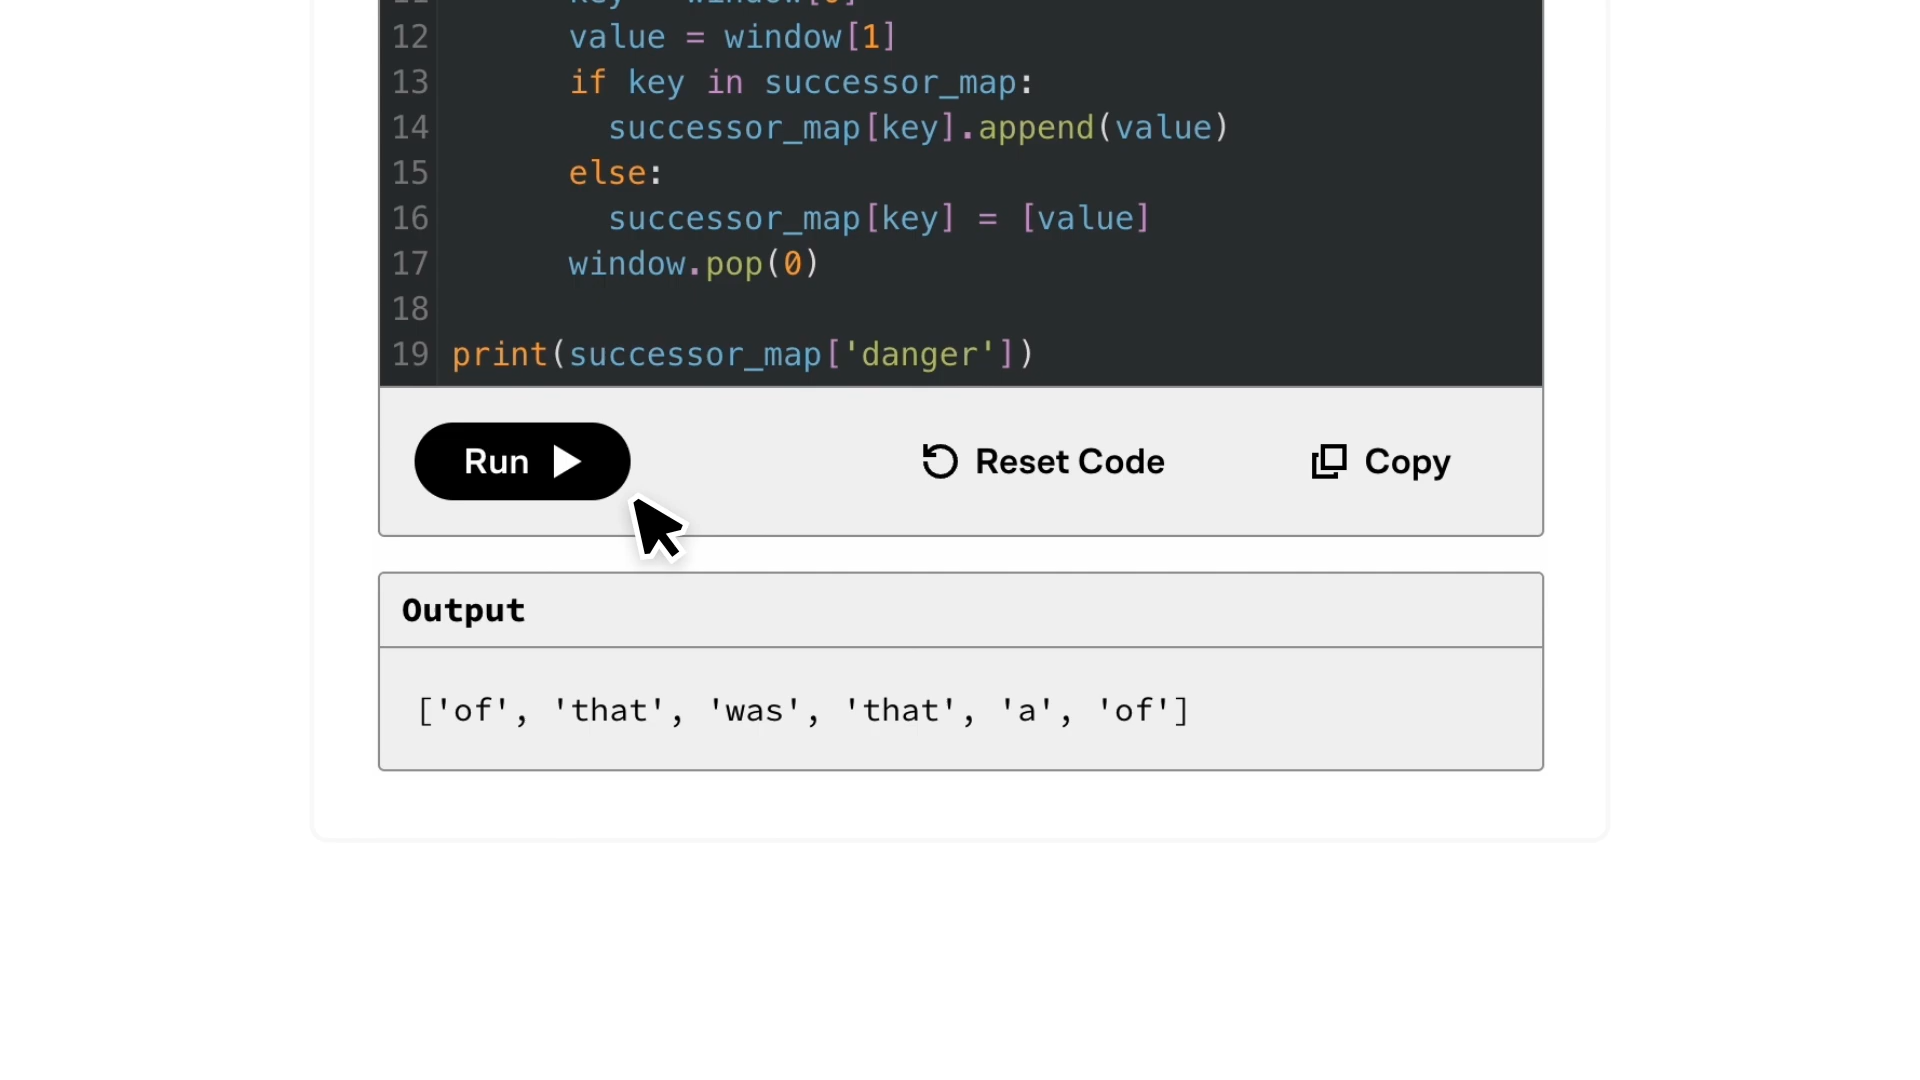 12 value = window[1]
13 if key in successor_map:
14 successor_map[key].append(value)
15 else:
16 successor_map[key] = [value]
17 window.pop(0)
18
19 print(successor_map['danger'])
Run
Reset Code
Copy
Output
['of', 'that', 'was', 'that', 'a', 'of']